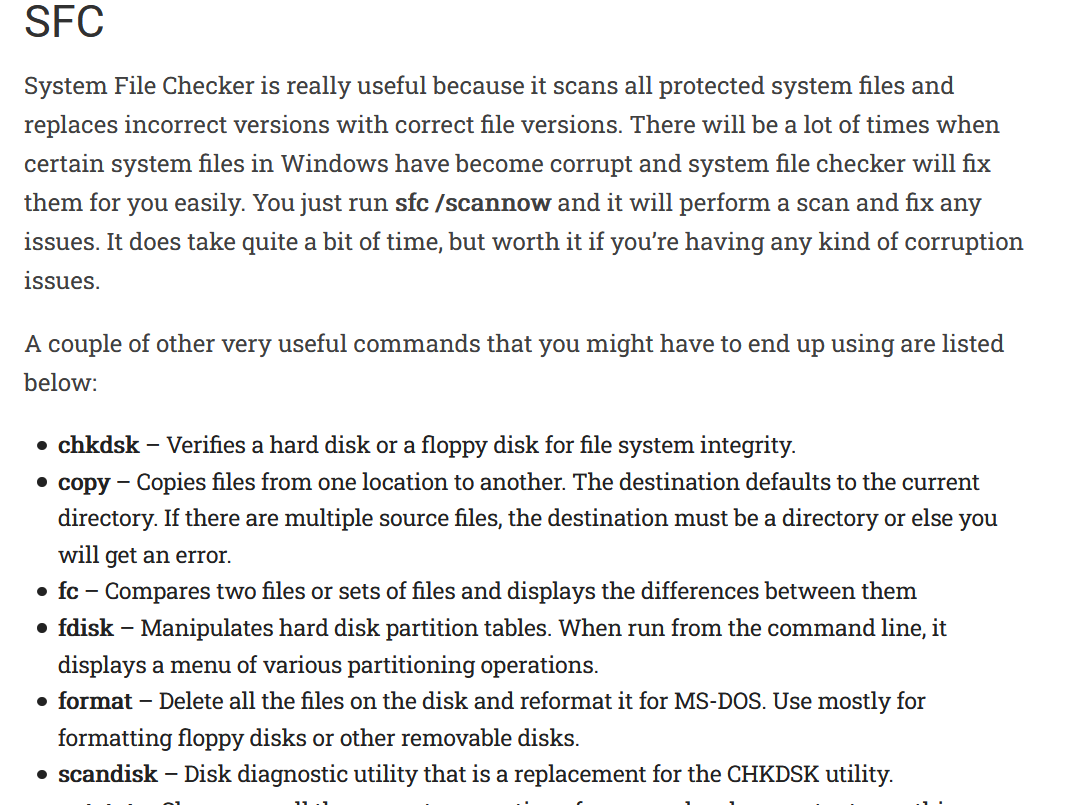 SFC
System File Checker is really useful because it scans all protected system files and
replaces incorrect versions with correct file versions. There will be a lot of times when
certain system files in Windows have become corrupt and system file checker will fix
them for you easily. You just run sfc /scannow and it will perform a scan and fix any
issues. It does take quite a bit of time, but worth it if you’re having any kind of corruption
issues.
A couple of other very useful commands that you might have to end up using are listed
below:
• chkdsk – Verifies a hard disk or a floppy disk for file system integrity.
• copy – Copies files from one location to another. The destination defaults to the current
directory. If there are multiple source files, the destination must be a directory or else you
will get an error.
• fc – Compares two files or sets of files and displays the differences between them
• fdisk – Manipulates hard disk partition tables. When run from the command line, it
displays a menu of various partitioning operations.
• format – Delete all the files on the disk and reformat it for MS-DOS. Use mostly for
formatting floppy disks or other removable disks.
• scandisk – Disk diagnostic utility that is a replacement for the CHKDSK utility.